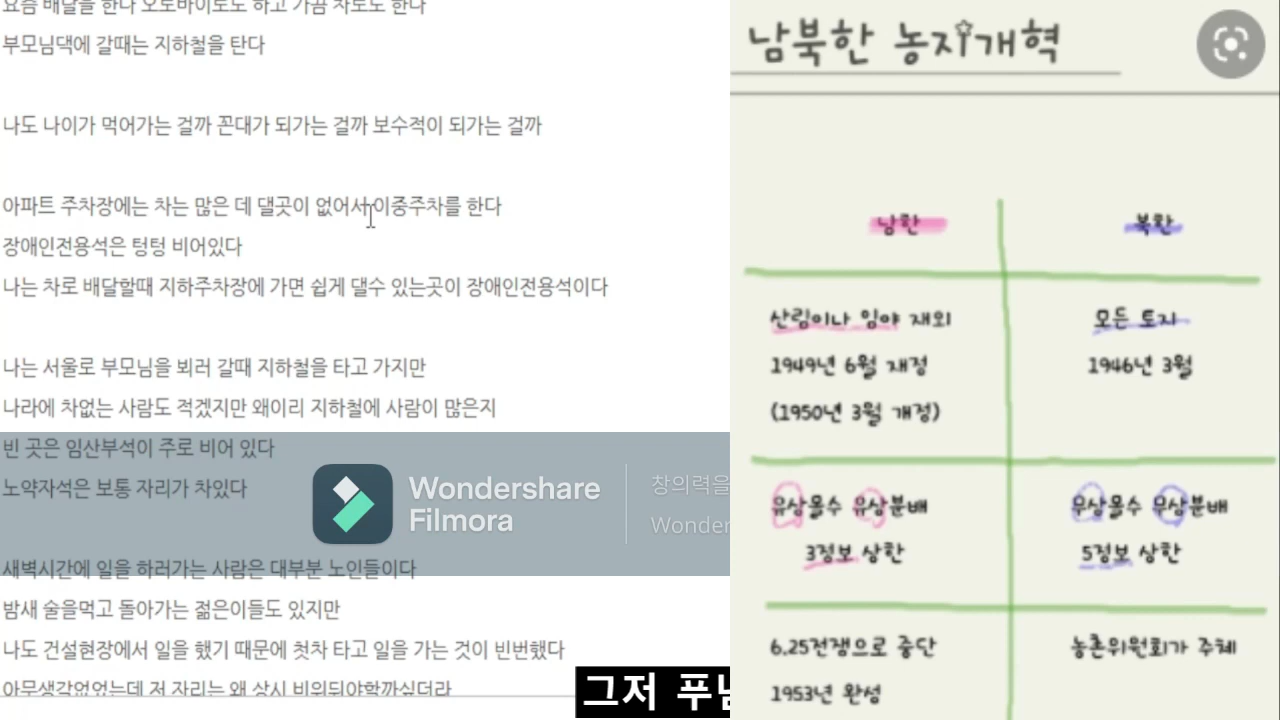 요즘 배달을 한다 오토바이로도 하고 가끔 차로도 한다
부모님댁에 갈때는 지하철을 탄다
나도 나이가 먹어가는 걸까 꼰대가 되가는 걸까 보수적이 되가는 걸까
아파트 주차장에는 차는 많은 데 댈곳이 없어서 이중주차를 한다
장애인전용석은 텅텅 비어있다
나는 차로 배달할때 지하주차장에 가면 쉽게 댈수 있는곳이 장애인전용석이다
나는 서울로 부모님을 뵈러 갈때 지하철을 타고 가지만
나라에 차없는 사람도 적겠지만 왜이리 지하철에 사람이 많은지
빈 곳은 임산부석이 주로 비어 있다
노약자석은 보통 자리가 차있다
Wondershare
Filmora
창의력을
Wonder
새벽시간에 일을 하러가는 사람은 대부분 노인들이다
밤새 술을먹고 돌아가는 젊은이들도 있지만
나도 건설현장에서 일을 했기 때문에 첫차 타고 일을 가는 것이 빈번했다
아무생각없었는데 저 자리는 왜 상시 비워둬야할까싶더라
그저 푸념
남북한 농지개혁
남한
북한
산림이나 임야 재외
모든 토지
1949년 6월 재정
1946년 3월
(1950년 3월 개정)
유상몰수 유상분배
무상몰수 무상분배
3정보 상한
5정보 상한
6.25전쟁으로 중단
농촌위원회가 주체
1953년 완성